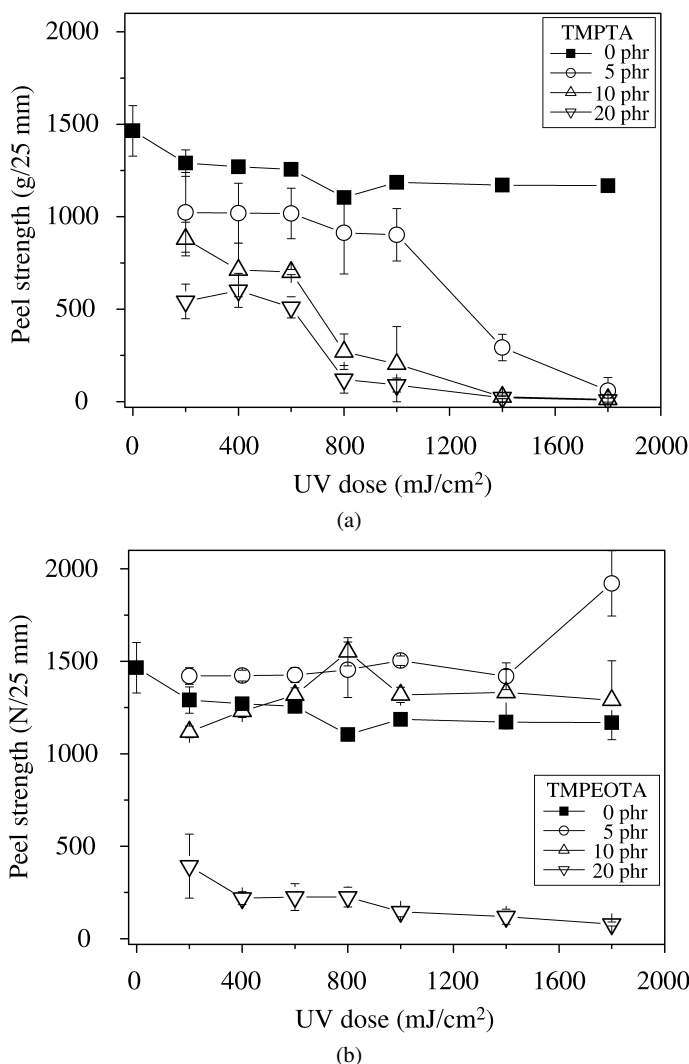 2000
TMPTA
0 phr
5 phr
10 phr
20 phr
1500
1000
500
0
Peel strength (g/25 mm)
0 400 800 1200 1600 2000
UV dose (mJ/cm²)
(a)
2000
1500
1000
500
0
Peel strength (N/25 mm)
TMPEOTA
0 phr
5 phr
10 phr
20 phr
0 400 800 1200 1600 2000
UV dose (mJ/cm²)
(b)